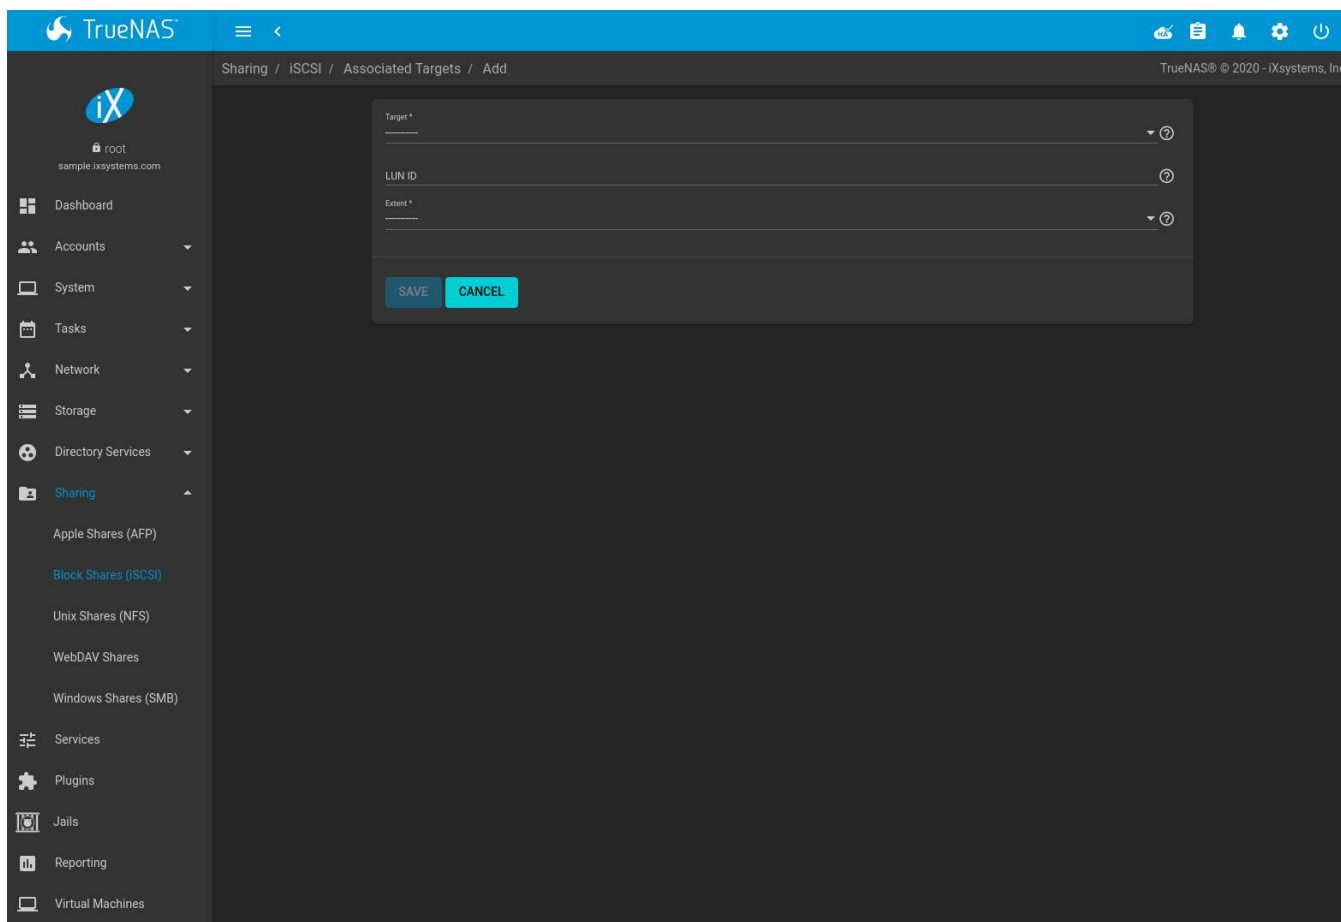 TrueNAS™
HA
Sharing / iSCSI / Associated Targets / Add
TrueNAS® © 2020 - iXsystems, Inc
iX
root
sample.ixsystems.com
Dashboard
Accounts
System
Tasks
Network
Storage
Directory Services
Sharing
Apple Shares (AFP)
Block Shares (iSCSI)
Unix Shares (NFS)
WebDAV Shares
Windows Shares (SMB)
Services
Plugins
Jails
Reporting
Virtual Machines
Target *
----------
LUN ID
Extent *
----------
SAVE
CANCEL